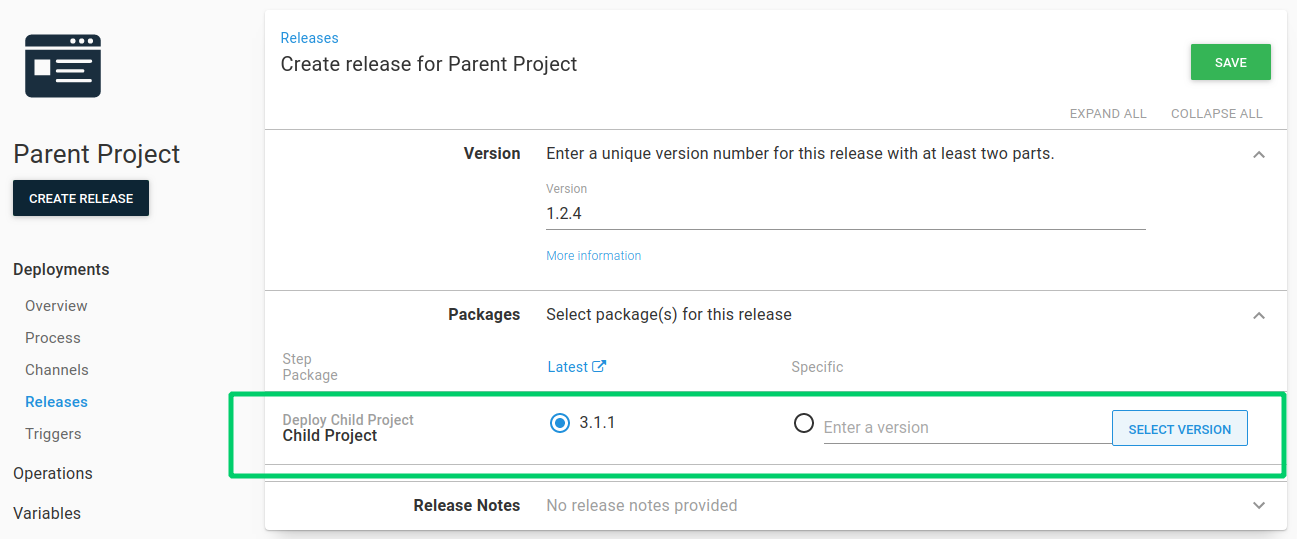 Parent Project
CREATE RELEASE
Deployments
Overview
Process
Channels
Releases
Triggers
Operations
Variables
Releases
Create release for Parent Project
SAVE
EXPAND ALL COLLAPSE ALL
Version Enter a unique version number for this release with at least two parts.
Version
1.2.4
More information
Packages Select package(s) for this release
Step
Package
Latest Specific
Deploy Child Project
Child Project
3.1.1 Enter a version SELECT VERSION
Release Notes No release notes provided